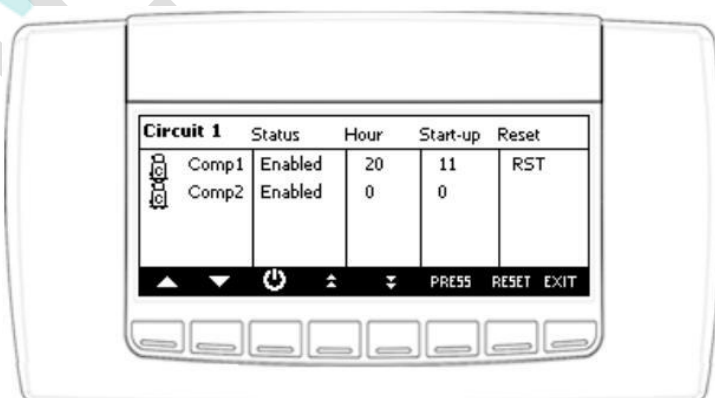 Circuit 1 Status Hour Start-up Reset
Comp1 Enabled 20 11 RST
Comp2 Enabled 0 0
PRESS RESET EXIT